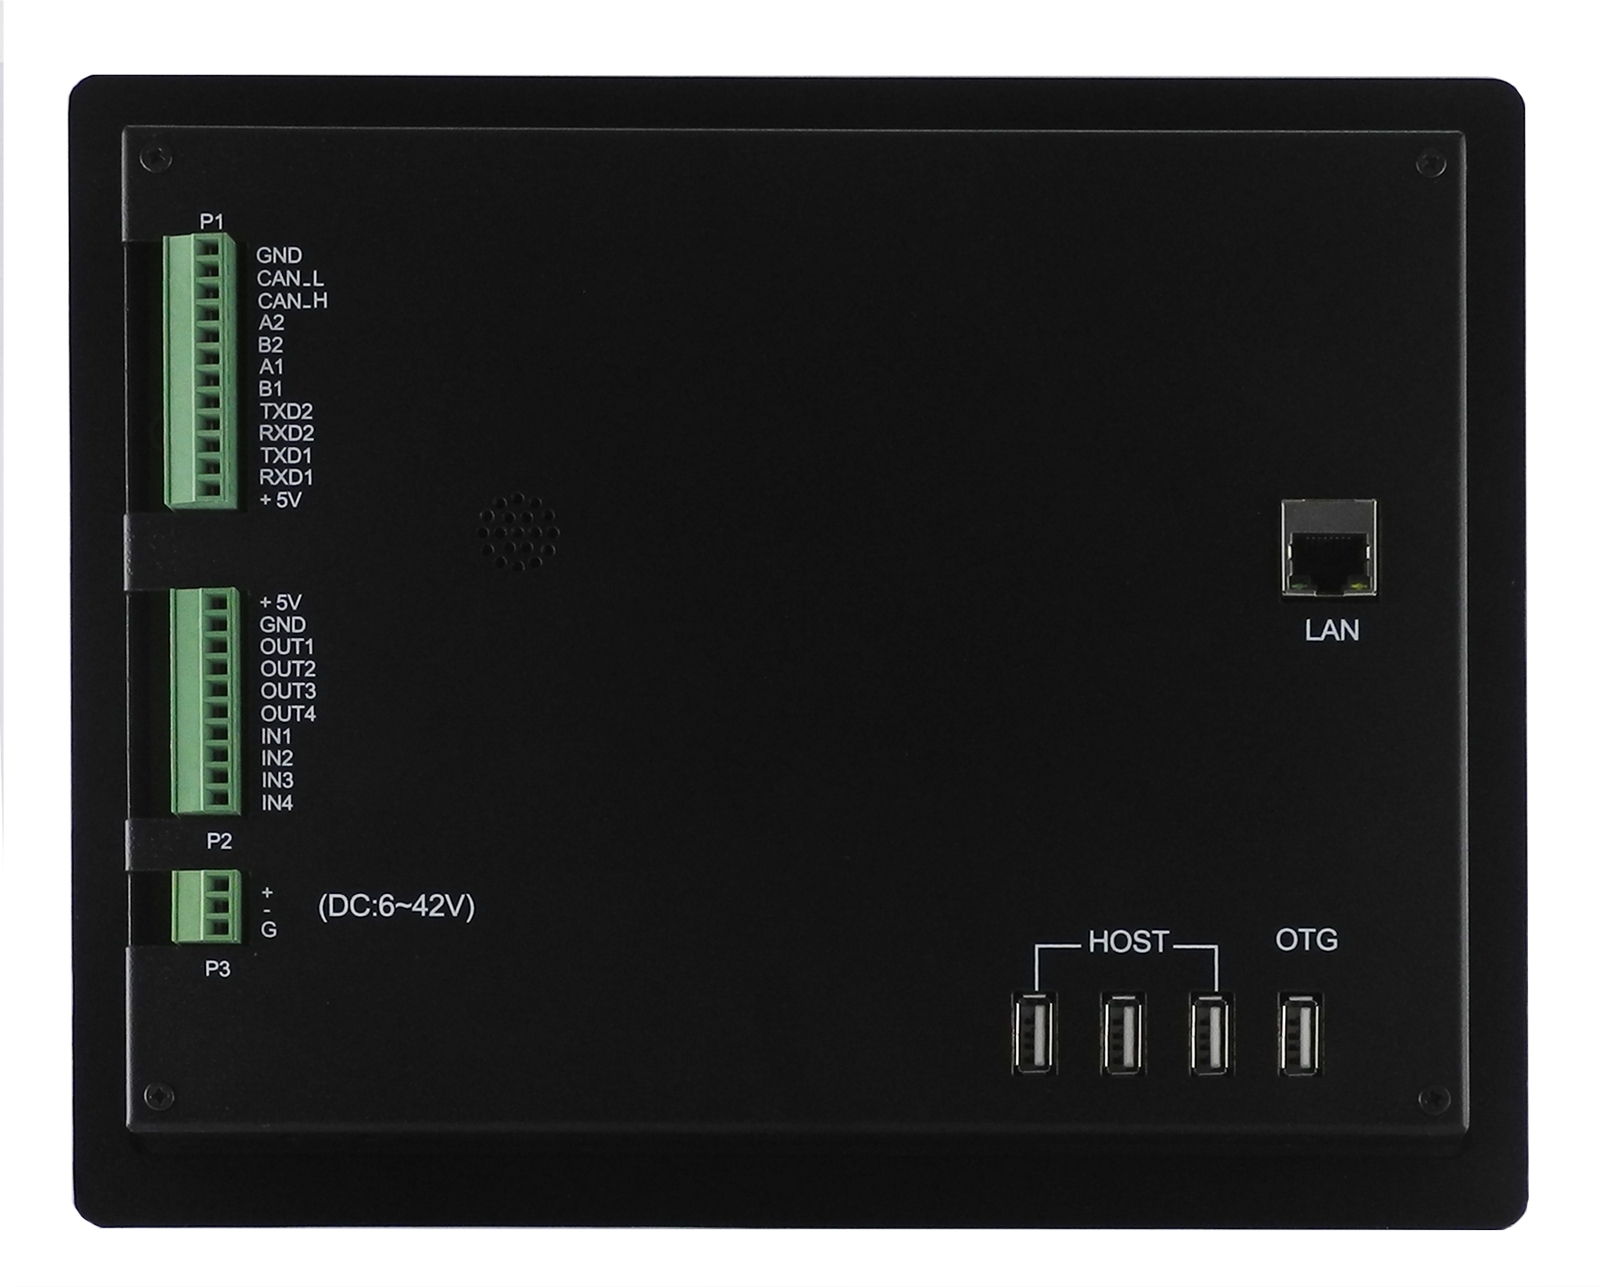 P1
GND
CAN_L
CAN_H
A2
B2
A1
B1
TXD2
RXD2
TXD1
RXD1
+5V
+5V
GND
OUT1
OUT2
OUT3
OUT4
IN1
IN2
IN3
IN4
P2
+
-
G
(DC:6~42V)
P3
LAN
HOST
OTG